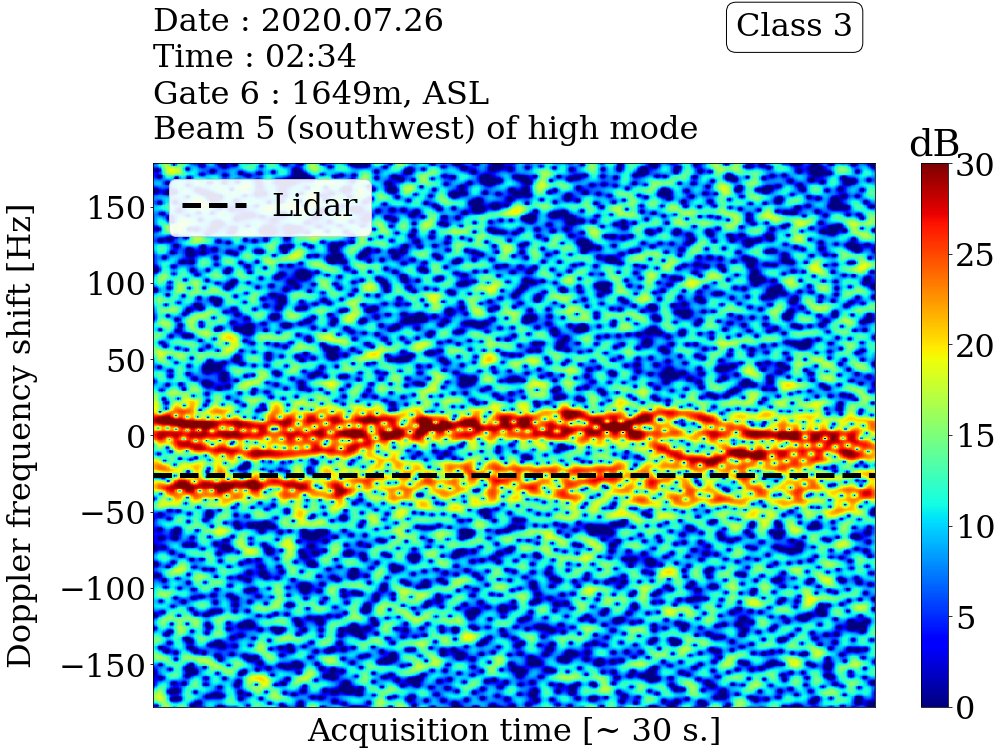 Date : 2020.07.26
Time : 02:34
Gate 6 : 1649m, ASL
Beam 5 (southwest) of high mode
Class 3
dB
Lidar
Doppler frequency shift [Hz]
150
100
50
0
−50
−100
−150
Acquisition time [~ 30 s.]
30
25
20
15
10
5
0